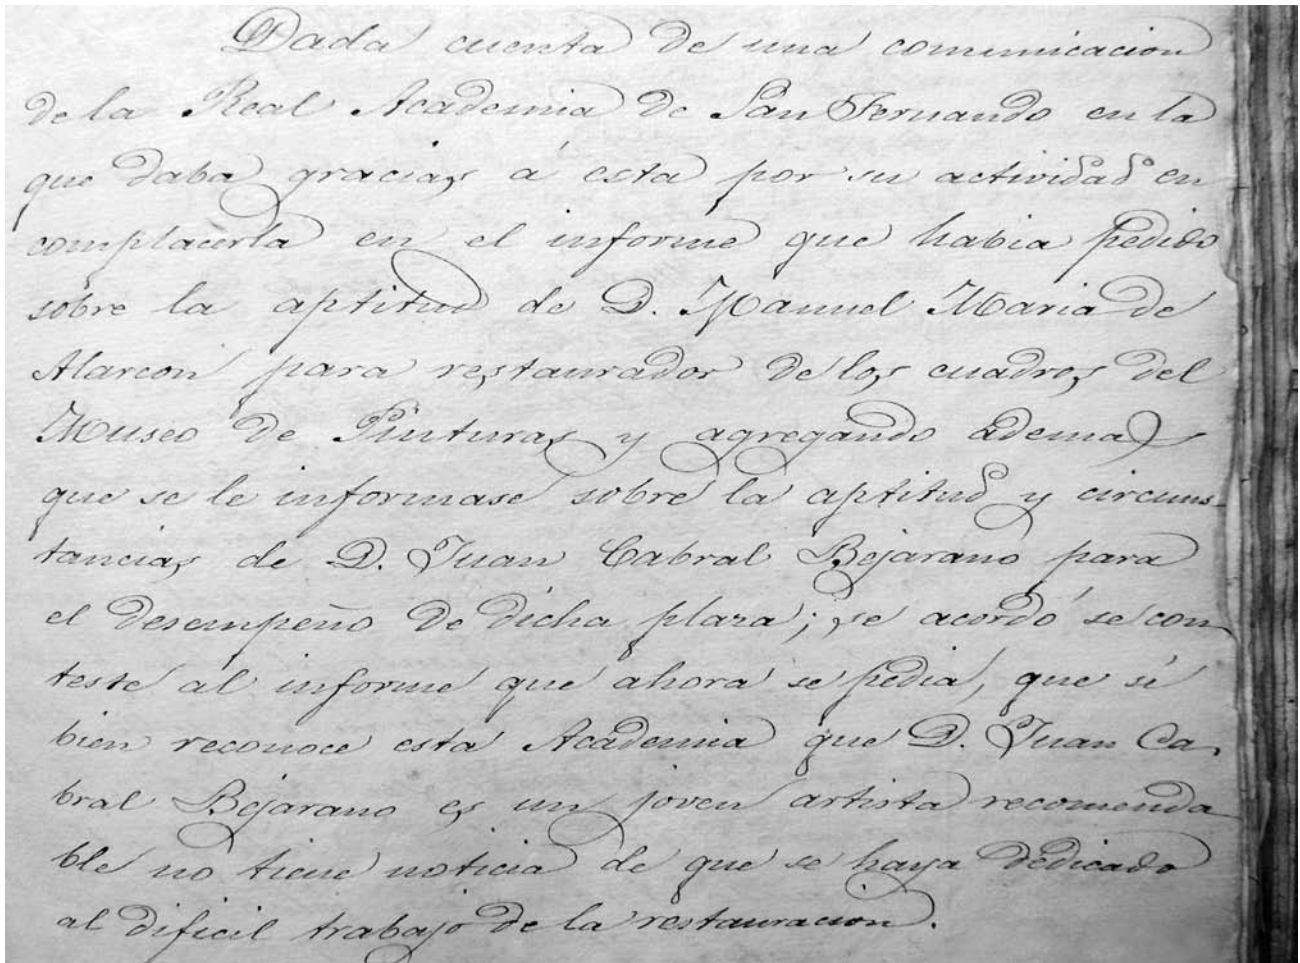 Dada cuenta de una comunicacion
de la Real Academia de San Fernando en la
que daba gracias á esta por su actividad en
complacerla en el informe que habia pedido
sobre la aptitud de D. Manuel Maria de
Alarcon para restaurador de los cuadros del
Museo de Pinturas y agregando ademas
que se le informase sobre la aptitud y circuns-
tancias de D. Juan Cabral Bejarano para
el desempeño de dicha plaza; se acordó se con-
teste al informe que ahora se pedia, que si
bien reconoce esta Academia que D. Juan Ca-
bral Bejarano es un joven artista recomenda
ble no tiene noticia de que se haya dedicado
al dificil trabajo de la restauracion.